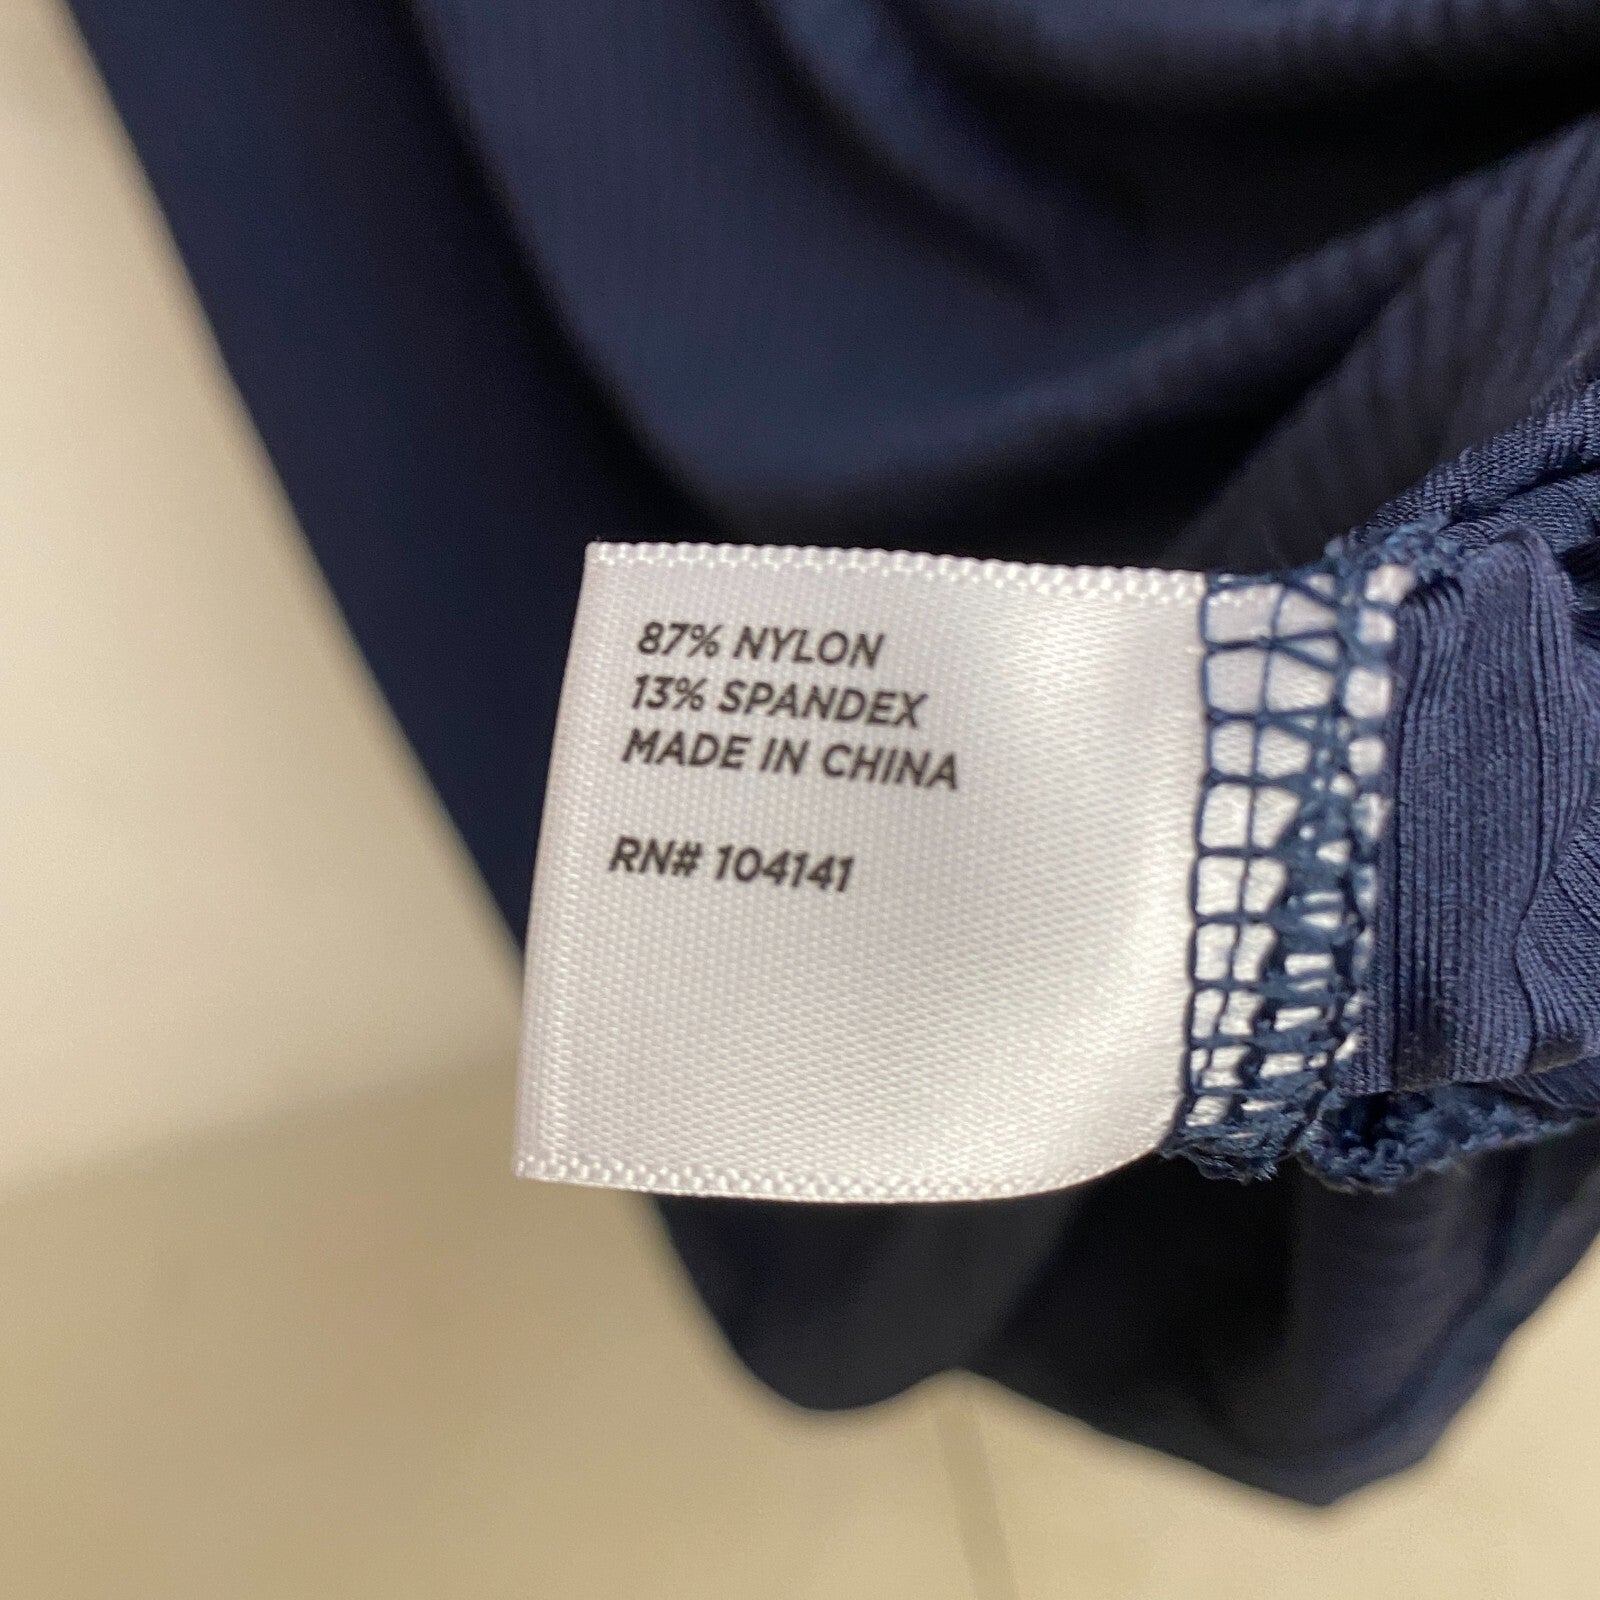 87% NYLON
13% SPANDEX
MADE IN CHINA
RN# 104141